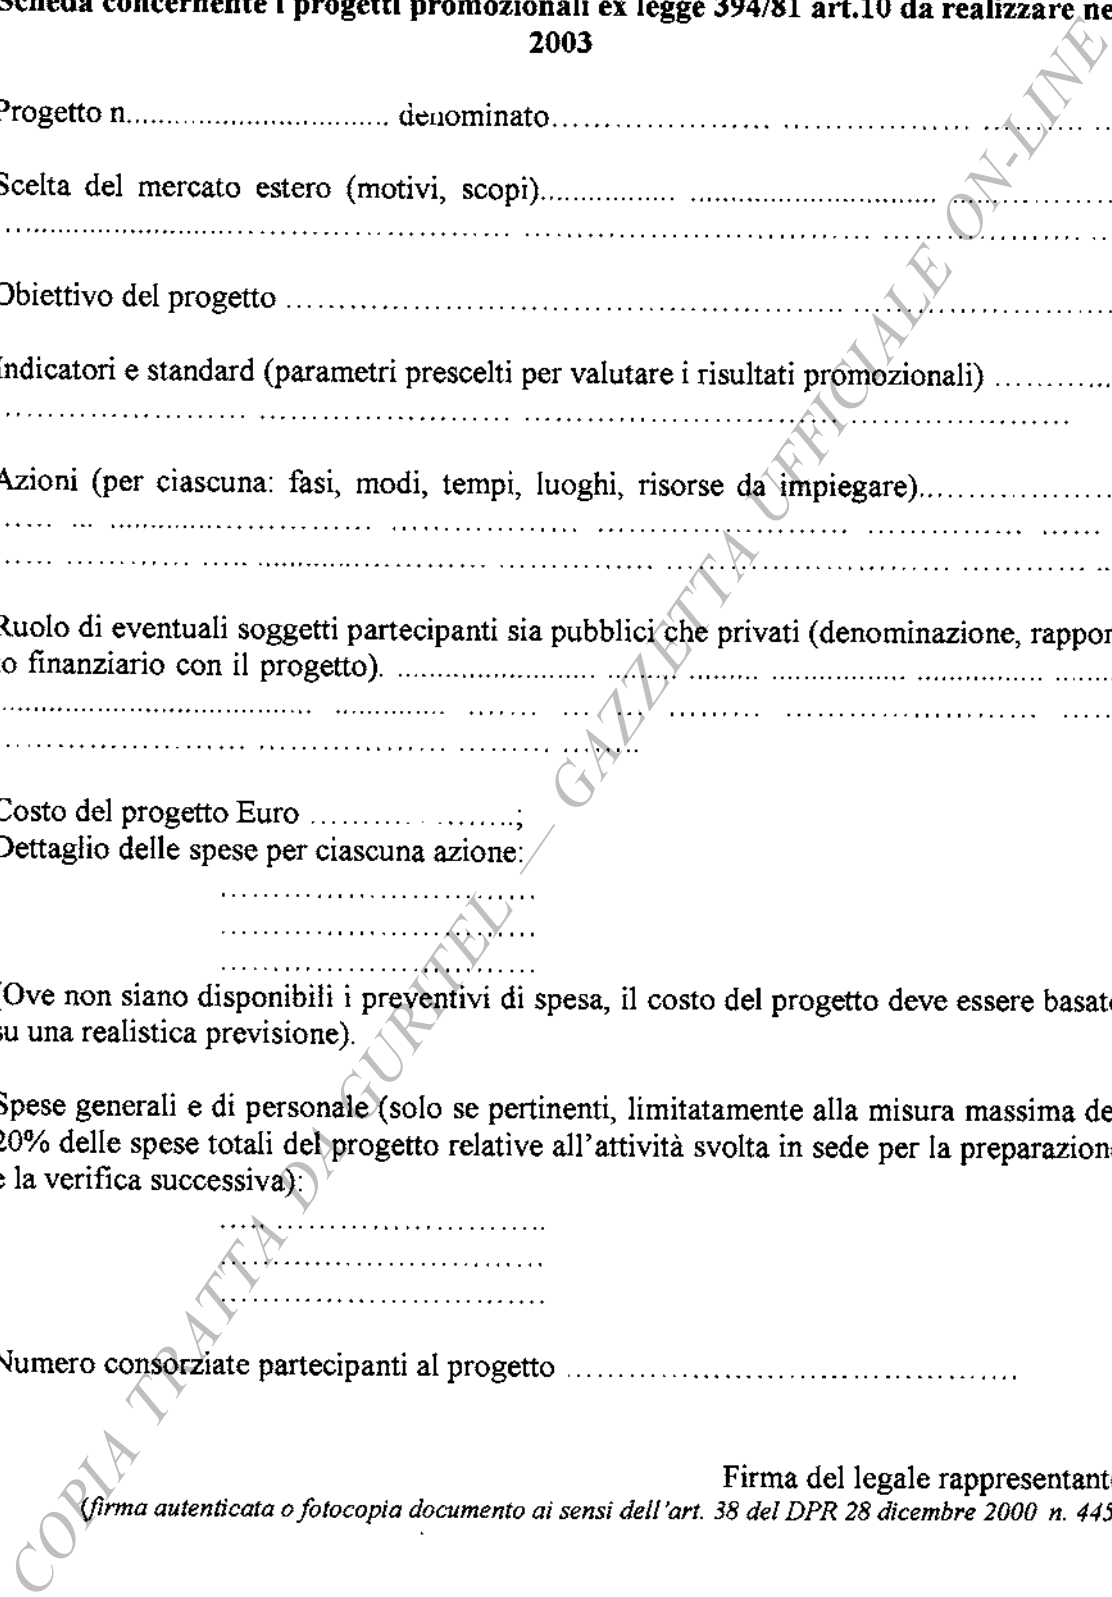 Scheda concernente i progetti promozionali ex legge 394/81 art.10 da realizzare ne
2003
Progetto n.............................. denominato.......................................................
Scelta del mercato estero (motivi, scopi)............................................................
..........................................................................................
Obiettivo del progetto ..........................................................................
Indicatori e standard (parametri prescelti per valutare i risultati promozionali) ............
..........................................................................................
Azioni (per ciascuna: fasi, modi, tempi, luoghi, risorse da impiegare)....................
..........................................................................................
..........................................................................................
Ruolo di eventuali soggetti partecipanti sia pubblici che privati (denominazione, rappor
to finanziario con il progetto). ............................................................
..........................................................................................
............................................................
Costo del progetto Euro ........................;
Dettaglio delle spese per ciascuna azione:
..............................
..............................
..............................
(Ove non siano disponibili i preventivi di spesa, il costo del progetto deve essere basato
su una realistica previsione).
Spese generali e di personale (solo se pertinenti, limitatamente alla misura massima de
20% delle spese totali del progetto relative all'attività svolta in sede per la preparazione
e la verifica successiva):
..............................
..............................
..............................
Numero consorziate partecipanti al progetto .............................................
Firma del legale rappresentante
(firma autenticata o fotocopia documento ai sensi dell'art. 38 del DPR 28 dicembre 2000 n. 445
COPIA TRATTA DA GURITEL — GAZZETTA UFFICIALE ON-LINE